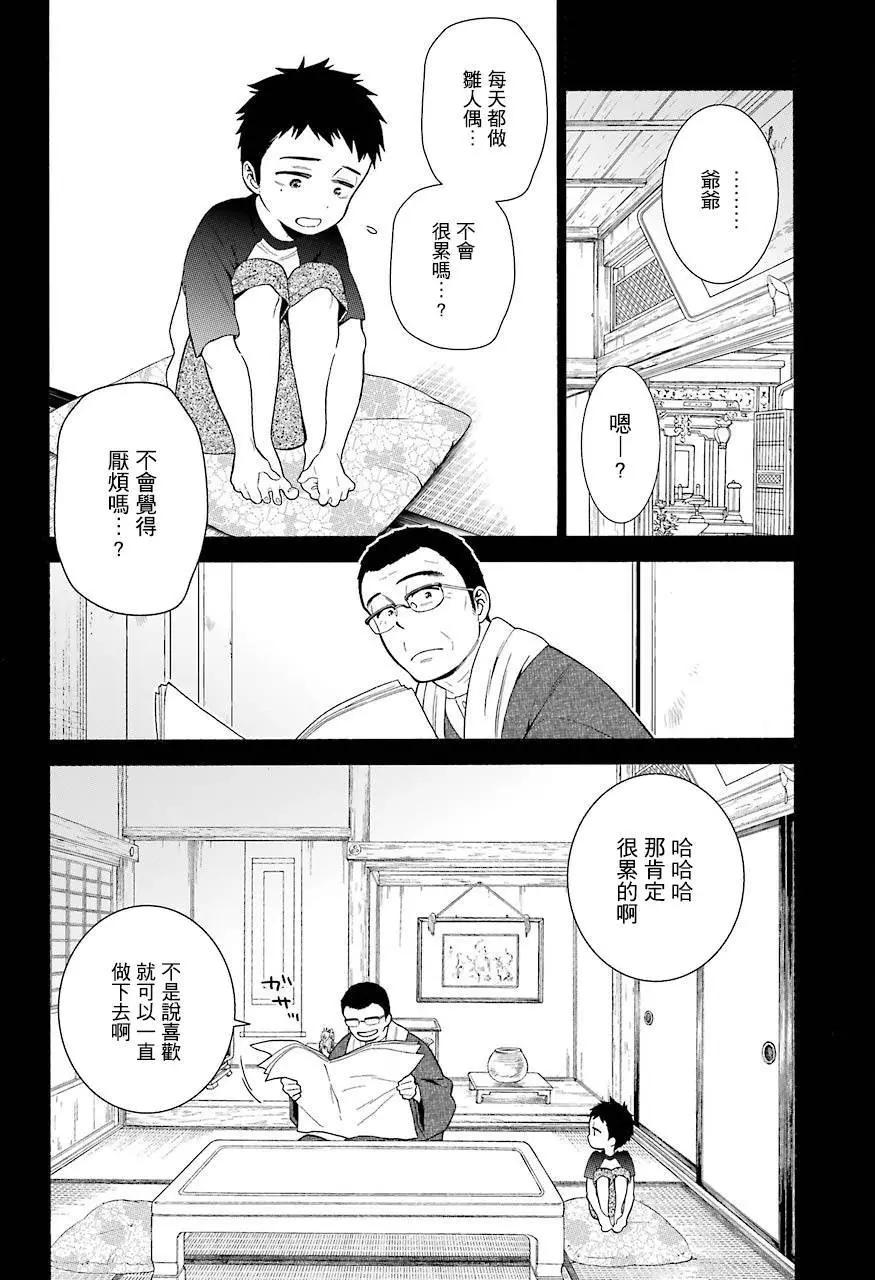 ………
爺爺
嗯—?
每天都做
雛人偶…
不會
很累嗎…?
不會覺得
厭煩嗎…?
哈哈哈
那肯定
很累的啊
不是說喜歡
就可以一直
做下去啊
ガサ